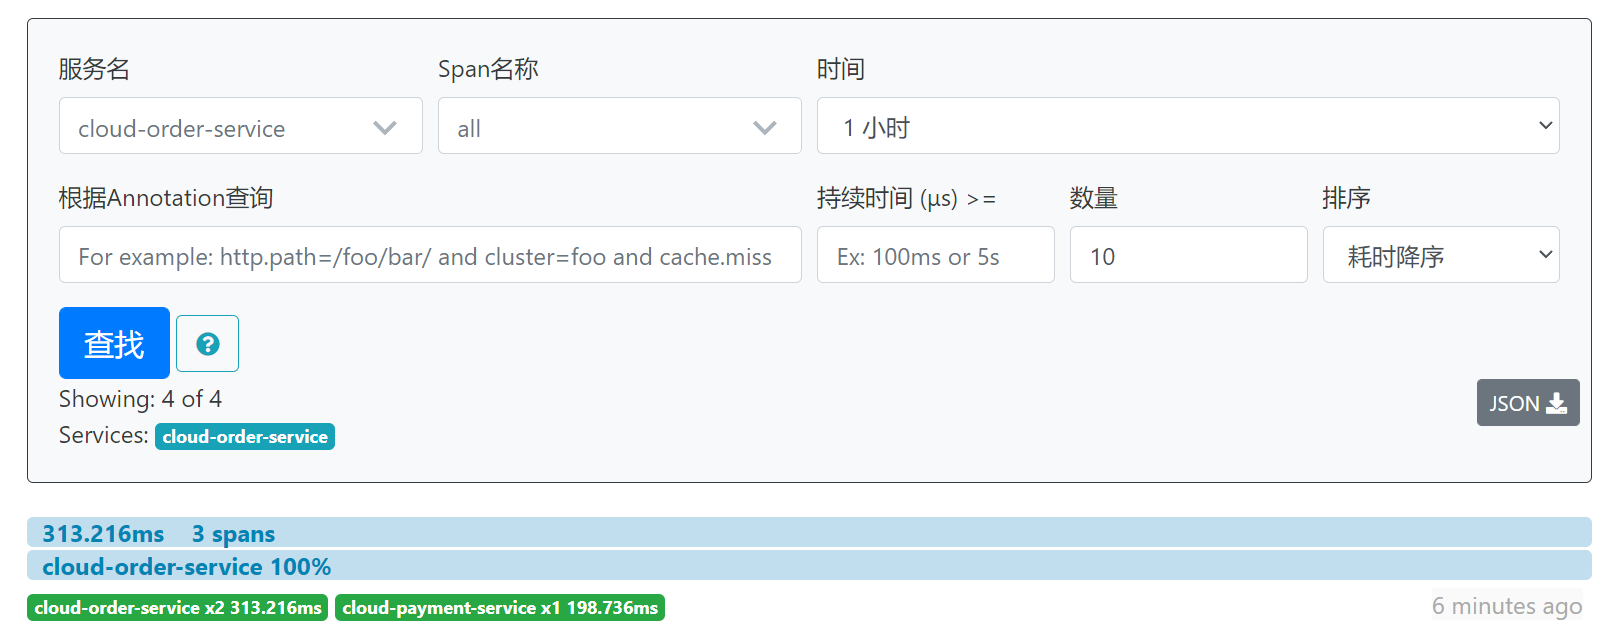 服务名 Span名称 时间
cloud-order-service all 1 小时
根据Annotation查询 持续时间 (μs) >= 数量 排序
For example: http.path=/foo/bar/ and cluster=foo and cache.miss Ex: 100ms or 5s 10 耗时降序
查找 ?
Showing: 4 of 4
JSON
Services: cloud-order-service
313.216ms 3 spans
cloud-order-service 100%
cloud-order-service x2 313.216ms cloud-payment-service x1 198.736ms 6 minutes ago